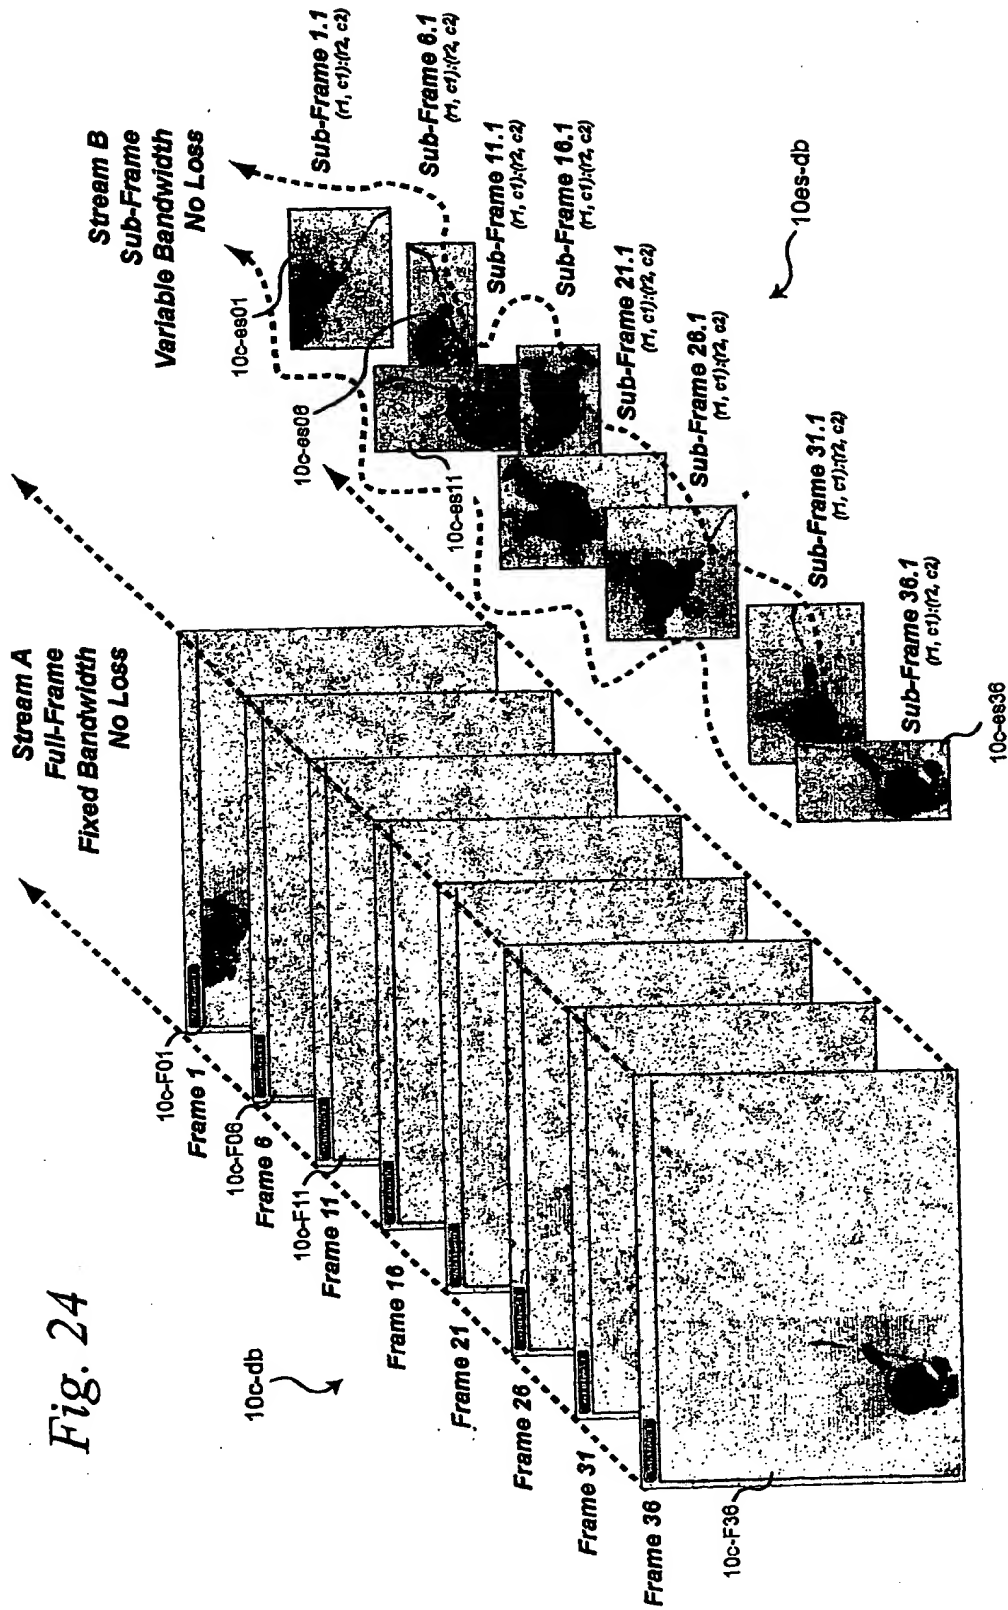 Fig. 24
Stream A
Full-Frame
Fixed Bandwidth
No Loss
Stream B
Sub-Frame
Variable Bandwidth
No Loss
10c-db
10c-F01
Frame 1
10c-F06
Frame 6
10c-F11
Frame 11
Frame 16
Frame 21
Frame 26
Frame 31
Frame 36
10c-F36
10c-es01
10c-es06
10c-es11
Sub-Frame 1.1
(r1, c1):(r2, c2)
Sub-Frame 6.1
(r1, c1):(r2, c2)
Sub-Frame 11.1
(r1, c1):(r2, c2)
Sub-Frame 16.1
(r1, c1):(r2, c2)
Sub-Frame 21.1
(r1, c1):(r2, c2)
Sub-Frame 26.1
(r1, c1):(r2, c2)
Sub-Frame 31.1
(r1, c1):(r2, c2)
Sub-Frame 36.1
(r1, c1):(r2, c2)
10c-es36
10es-db